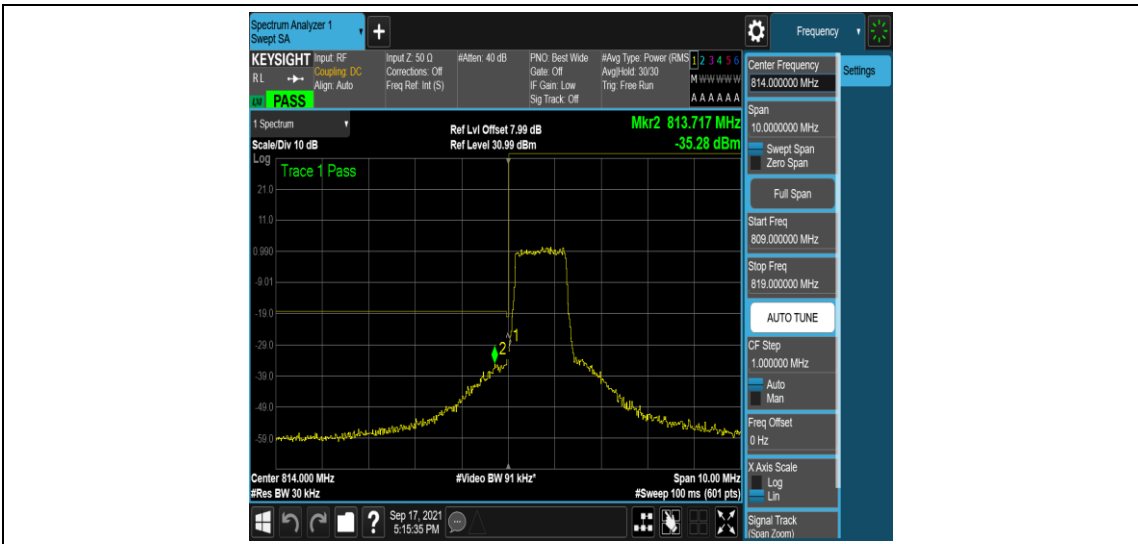 Spectrum Analyzer 1
Swept SA
+
Frequency
KEYSIGHT
RL
PASS
Input: RF
Coupling: DC
Align: Auto
Input Z: 50 Ω
Corrections: Off
Freq Ref: Int (S)
#Atten: 40 dB
PNO: Best Wide
Gate: Off
IF Gain: Low
Sig Track: Off
#Avg Type: Power (RMS
Avg|Hold: 30/30
Trig: Free Run
1 2 3 4 5 6
M W W W W W
A A A A A A
1 Spectrum
Scale/Div 10 dB
Ref Lvl Offset 7.99 dB
Ref Level 30.99 dBm
Mkr2 813.717 MHz
-35.28 dBm
Log
Trace 1 Pass
21.0
11.0
0.990
-9.01
-19.0
-29.0
-39.0
-49.0
-59.0
1
2
Center 814.000 MHz
#Res BW 30 kHz
#Video BW 91 kHz*
Span 10.00 MHz
#Sweep 100 ms (601 pts)
?
Sep 17, 2021
5:15:35 PM
Center Frequency
814.000000 MHz
Settings
Span
10.0000000 MHz
Swept Span
Zero Span
Full Span
Start Freq
809.000000 MHz
Stop Freq
819.000000 MHz
AUTO TUNE
CF Step
1.000000 MHz
Auto
Man
Freq Offset
0 Hz
X Axis Scale
Log
Lin
Signal Track
(Span Zoom)